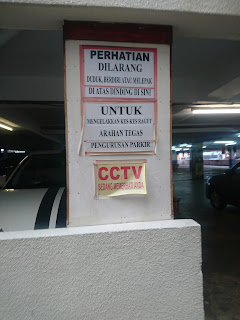 PERHATIAN
DILARANG
DUDUK, BERDIRI ATAU MELEPAK
DI ATAS DINDING DI SINI
UNTUK
MENGELAKKAN KES-KES RAGUT
ARAHAN TEGAS
PENGURUSAN PARKIR
CCTV
SEDANG MEMERHATI ANDA